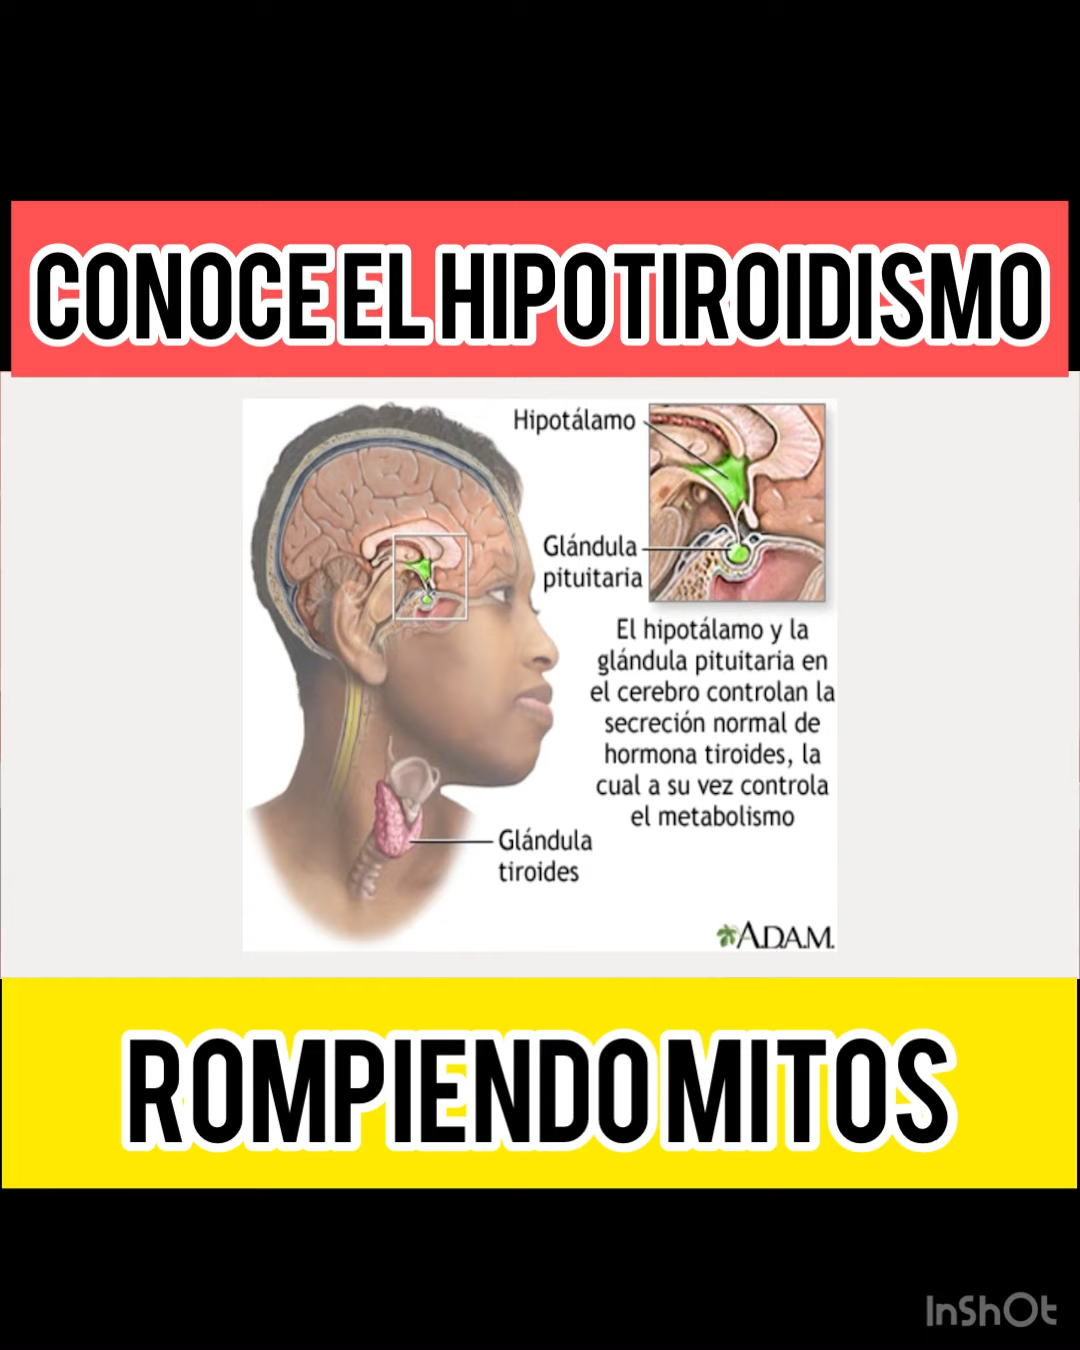 CONOCE EL HIPOTIROIDISMO
Hipotálamo
Glándula
pituitaria
El hipotálamo y la
glándula pituitaria en
el cerebro controlan la
secreción normal de
hormona tiroides, la
cual a su vez controla
el metabolismo
Glándula
tiroides
A.D.A.M.
ROMPIENDO MITOS
InShOt